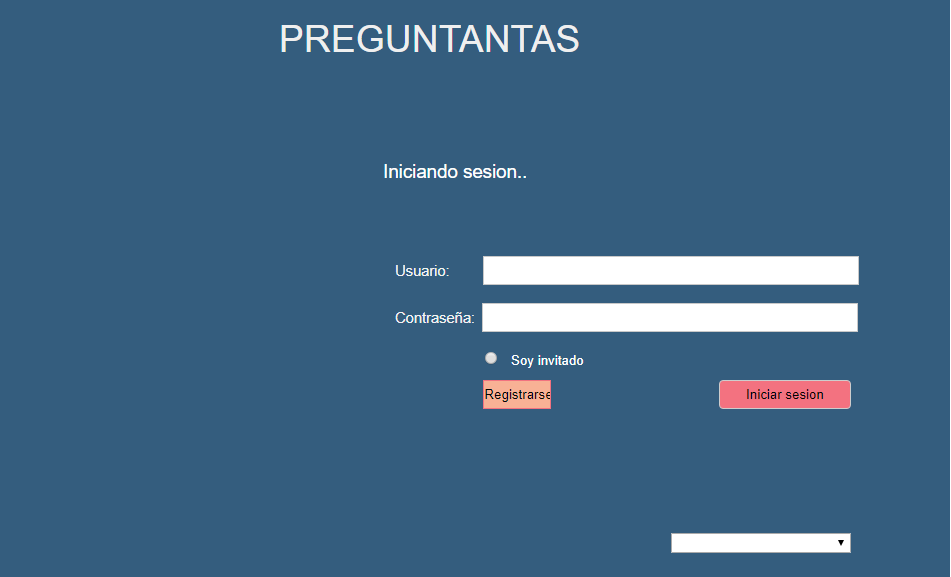 PREGUNTANTAS
Iniciando sesion..
Usuario:
Contraseña:
Soy invitado
Registrarse
Iniciar sesion